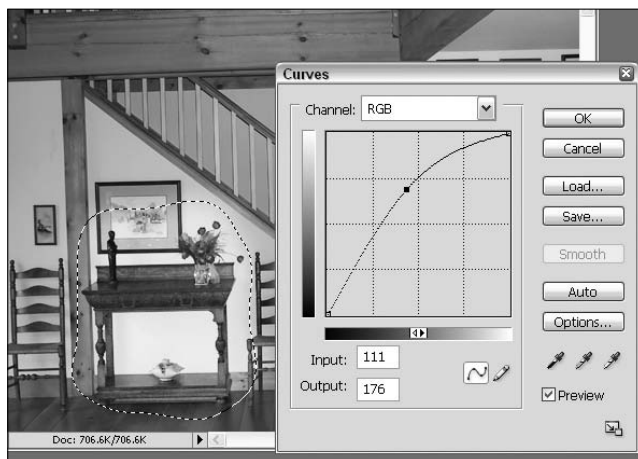 Curves
Channel: RGB
OK
Cancel
Load...
Save...
Smooth
Auto
Options...
Input: 111
Output: 176
Preview
Doc: 706.6K/706.6K